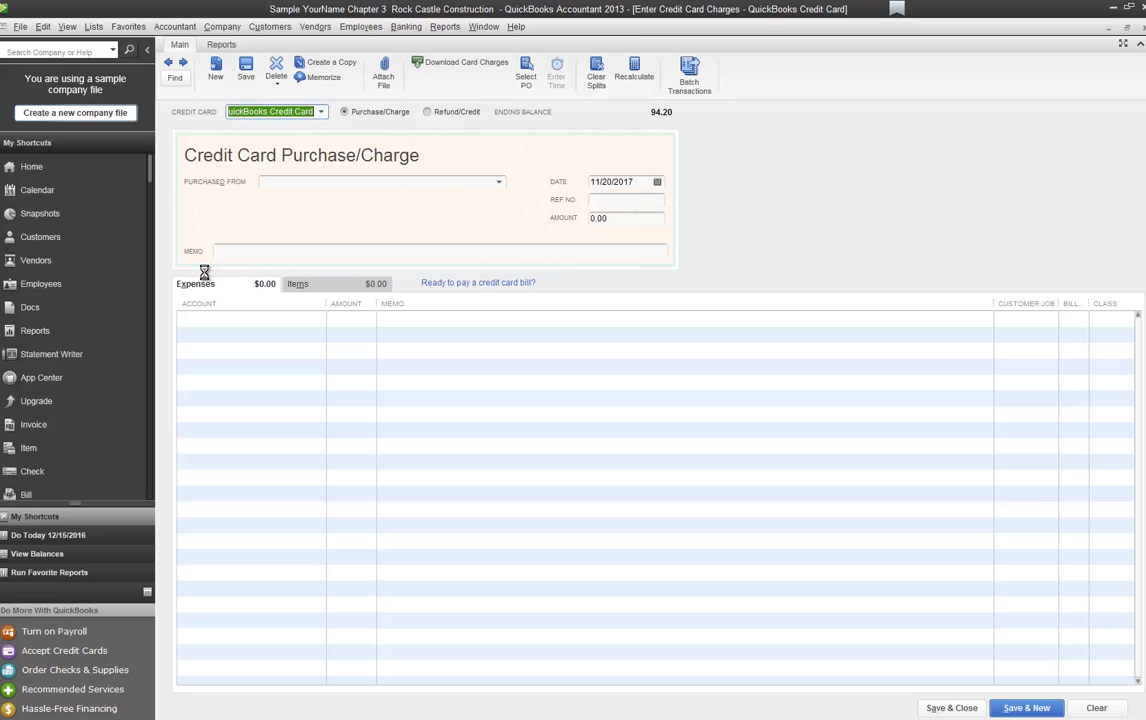 Sample YourName Chapter 3 Rock Castle Construction - QuickBooks Accountant 2013 - [Enter Credit Card Charges - QuickBooks Credit Card]
File Edit View Lists Favorites Accountant Company Customers Vendors Employees Banking Reports Window Help
Search Company or Help
Main Reports
Find New Save Delete Create a Copy Memorize Attach File Download Card Charges Select PO Enter Time Clear Splits Recalculate Batch Transactions
You are using a sample company file
Create a new company file
CREDIT CARD uickBooks Credit Card Purchase/Charge Refund/Credit ENDING BALANCE 94.20
My Shortcuts
Home
Calendar
Snapshots
Customers
Vendors
Employees
Docs
Reports
Statement Writer
App Center
Upgrade
Invoice
Item
Check
Bill
My Shortcuts
Do Today 12/15/2016
View Balances
Run Favorite Reports
Do More With QuickBooks
Turn on Payroll
Accept Credit Cards
Order Checks & Supplies
Recommended Services
Hassle-Free Financing
Credit Card Purchase/Charge
PURCHASED FROM DATE 11/20/2017
REF NO.
AMOUNT 0.00
MEMO
Expenses $0.00 Items $0.00 Ready to pay a credit card bill?
ACCOUNT AMOUNT MEMO CUSTOMER:JOB BILL... CLASS
Save & Close Save & New Clear